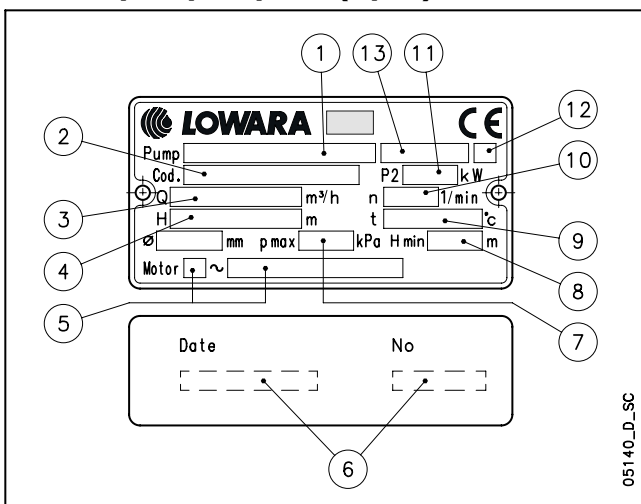 1 13 11
LOWARA CE 12
2 Pump
Cod. P2 kW 10
3 Q m³/h n 1/min
H m t °c 9
4 ø mm p max kPa H min m 8
Motor ~
5 7
Date No
6
05140_D_SC